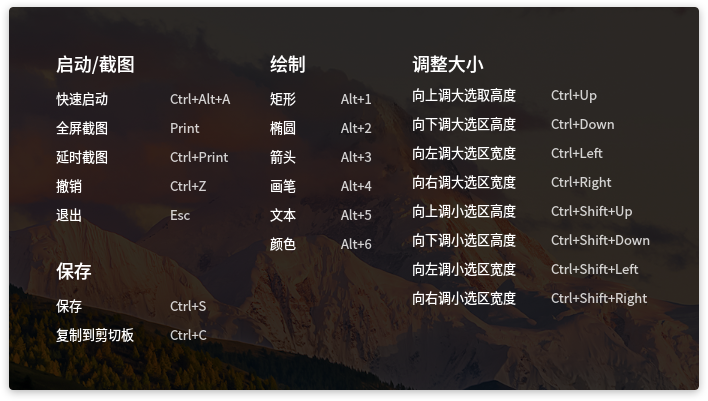 启动/截图
快速启动 Ctrl+Alt+A
全屏截图 Print
延时截图 Ctrl+Print
撤销 Ctrl+Z
退出 Esc
保存
保存 Ctrl+S
复制到剪切板 Ctrl+C
绘制
矩形 Alt+1
椭圆 Alt+2
箭头 Alt+3
画笔 Alt+4
文本 Alt+5
颜色 Alt+6
调整大小
向上调大选取高度 Ctrl+Up
向下调大选区高度 Ctrl+Down
向左调大选区宽度 Ctrl+Left
向右调大选区宽度 Ctrl+Right
向上调小选区高度 Ctrl+Shift+Up
向下调小选区高度 Ctrl+Shift+Down
向左调小选区宽度 Ctrl+Shift+Left
向右调小选区宽度 Ctrl+Shift+Right